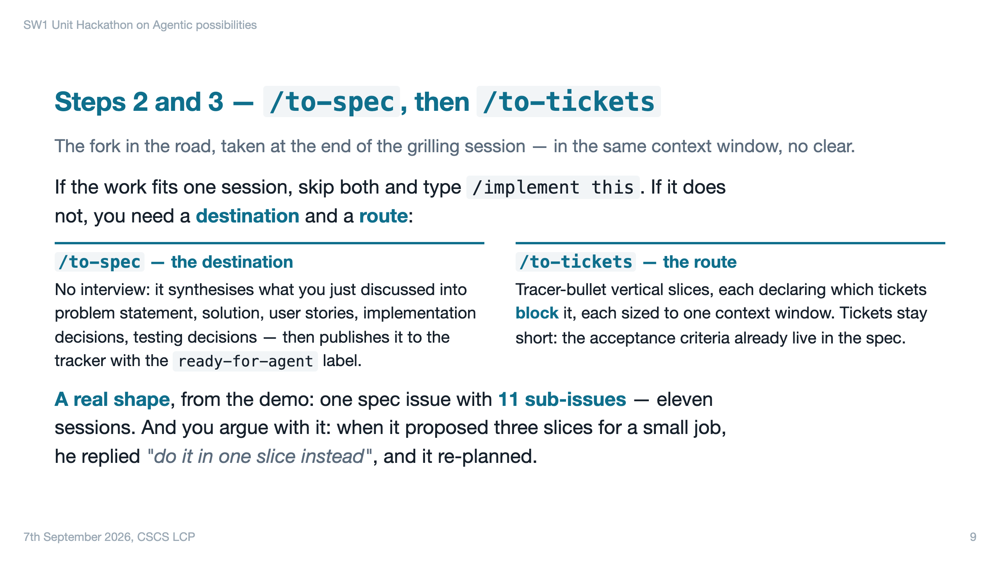 SW1 Unit Hackathon on Agentic possibilities
Steps 2 and 3 — /to-spec, then /to-tickets
The fork in the road, taken at the end of the grilling session — in the same context window, no clear.
If the work fits one session, skip both and type /implement this. If it does
not, you need a destination and a route:
/to-spec — the destination
No interview: it synthesises what you just discussed into
problem statement, solution, user stories, implementation
decisions, testing decisions — then publishes it to the
tracker with the ready-for-agent label.
/to-tickets — the route
Tracer-bullet vertical slices, each declaring which tickets
block it, each sized to one context window. Tickets stay
short: the acceptance criteria already live in the spec.
A real shape, from the demo: one spec issue with 11 sub-issues — eleven
sessions. And you argue with it: when it proposed three slices for a small job,
he replied "do it in one slice instead", and it re-planned.
7th September 2026, CSCS LCP
9